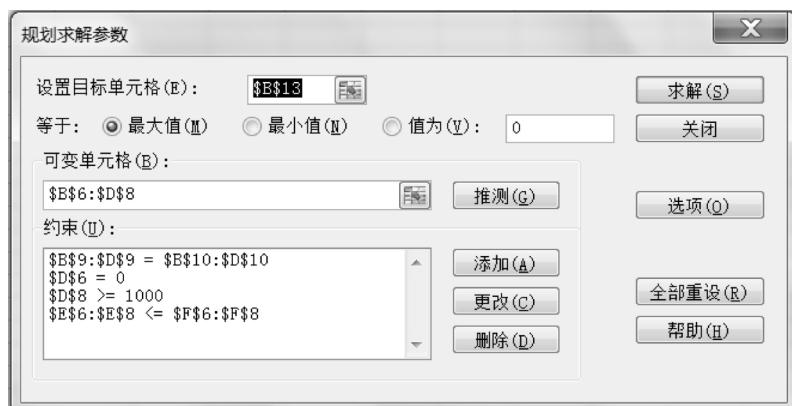 规划求解参数
设置目标单元格(E): $B$13 求解(S)
等于: 最大值(M) 最小值(N) 值为(V): 0 关闭
可变单元格(B):
$B$6:$D$8 推测(G) 选项(O)
约束(U):
$B$9:$D$9 = $B$10:$D$10 添加(A)
$D$6 = 0
$D$8 >= 1000 更改(C) 全部重设(R)
$E$6:$E$8 <= $F$6:$F$8
删除(D) 帮助(H)